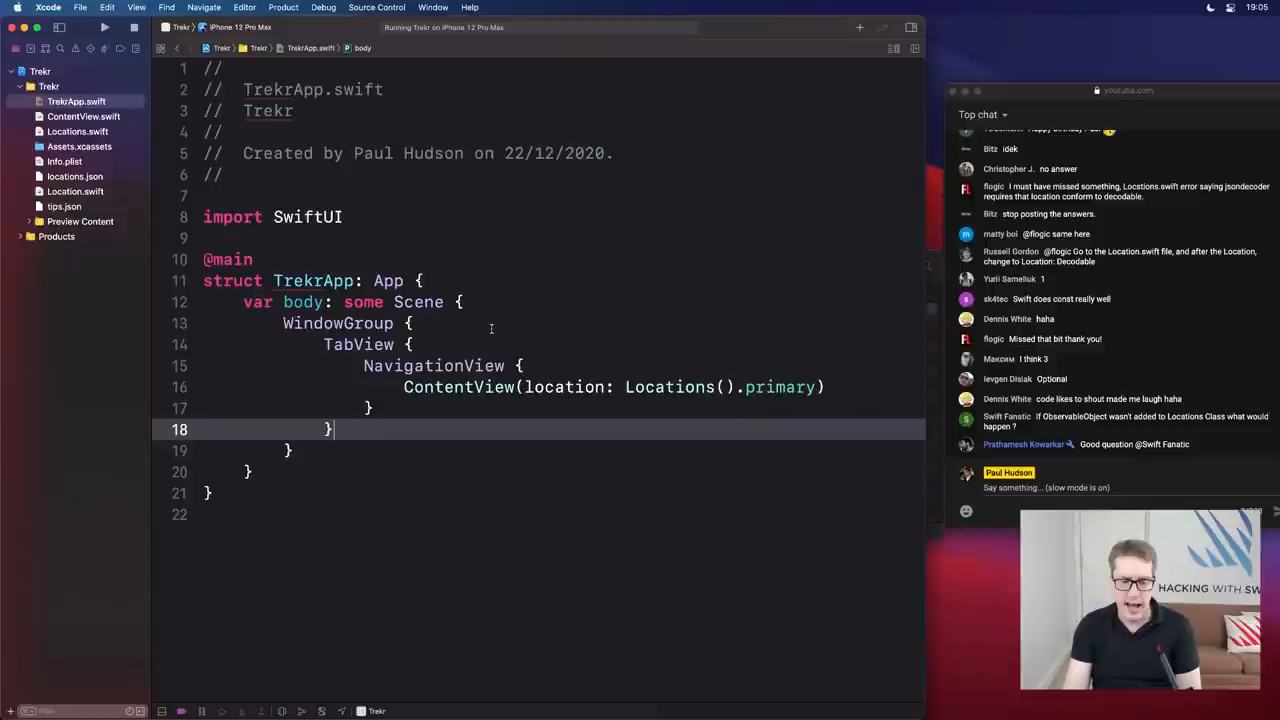 Xcode File Edit View Find Navigate Editor Product Debug Source Control Window Help 19:05
Trekr iPhone 12 Pro Max Running Trekr on iPhone 12 Pro Max
Trekr Trekr TrekrApp.swift P body
Trekr
Trekr
TrekrApp.swift
ContentView.swift
Locations.swift
Assets.xcassets
Info.plist
locations.json
Location.swift
tips.json
Preview Content
Products
1 //
2 // TrekrApp.swift
3 // Trekr
4 //
5 // Created by Paul Hudson on 22/12/2020.
6 //
7
8 import SwiftUI
9
10 @main
11 struct TrekrApp: App {
12 var body: some Scene {
13 WindowGroup {
14 TabView {
15 NavigationView {
16 ContentView(location: Locations().primary)
17 }
18 }
19 }
20 }
21 }
22
Filter
Trekr
youtube.com
Top chat
Bitz idek
Christopher J. no answer
flogic I must have missed something, Locstions.swift error saying jsondecoder
requires that location conform to decodable.
Bitz stop posting the answers.
matty boi @flogic same here
Russell Gordon @flogic Go to the Location.swift file, and after the Location,
change to Location: Decodable
Yurii Sameliuk 1
sk4tec Swift does const really well
Dennis White haha
flogic Missed that bit thank you!
Максим I think 3
Ievgen Disiak Optional
Dennis White code likes to shout made me laugh haha
Swift Fanatic If ObservableObject wasn't added to Locations Class what would
happen ?
Prathamesh Kowarkar Good question @Swift Fanatic
Paul Hudson
Say something... (slow mode is on)
HACKING WITH SW